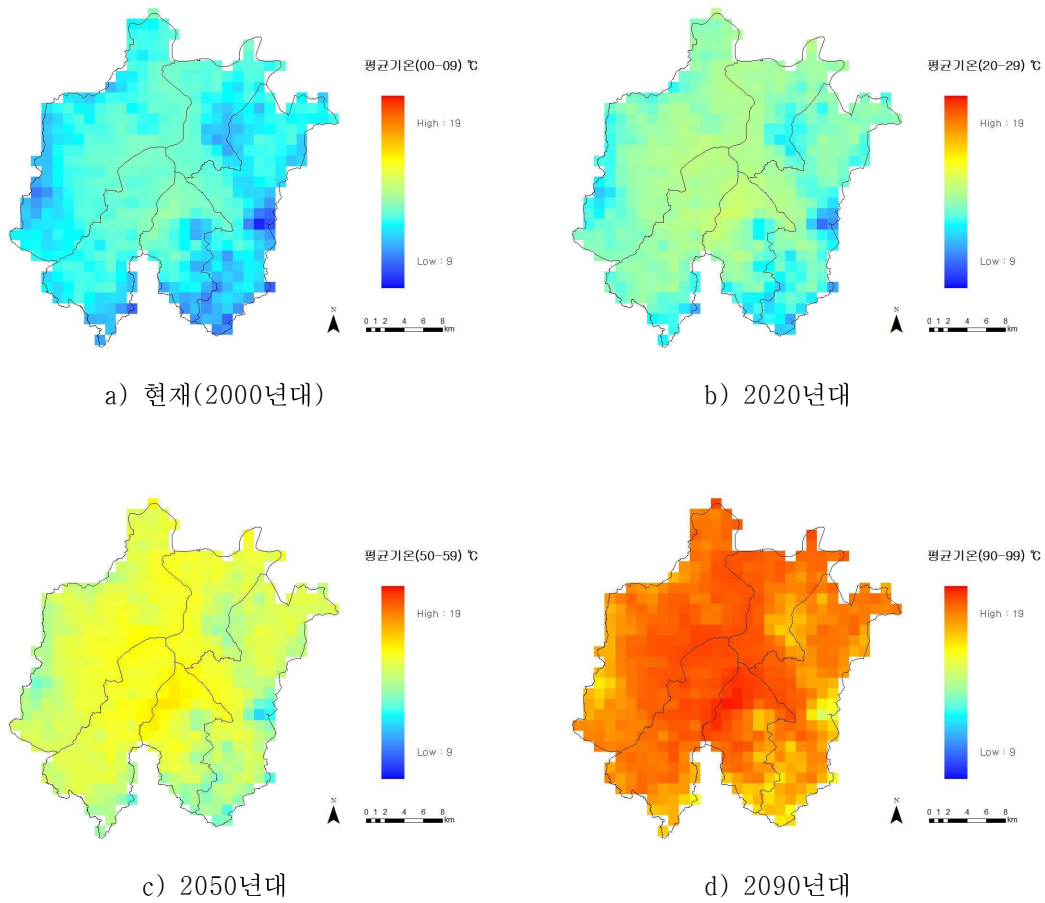 평균기온(00-09) ℃
High : 19
Low : 9
N
0 1 2 4 6 8
km
a) 현재(2000년대)
평균기온(20-29) ℃
High : 19
Low : 9
N
0 1 2 4 6 8
km
b) 2020년대
평균기온(50-59) ℃
High : 19
Low : 9
N
0 1 2 4 6 8
km
c) 2050년대
평균기온(90-99) ℃
High : 19
Low : 9
N
0 1 2 4 6 8
km
d) 2090년대